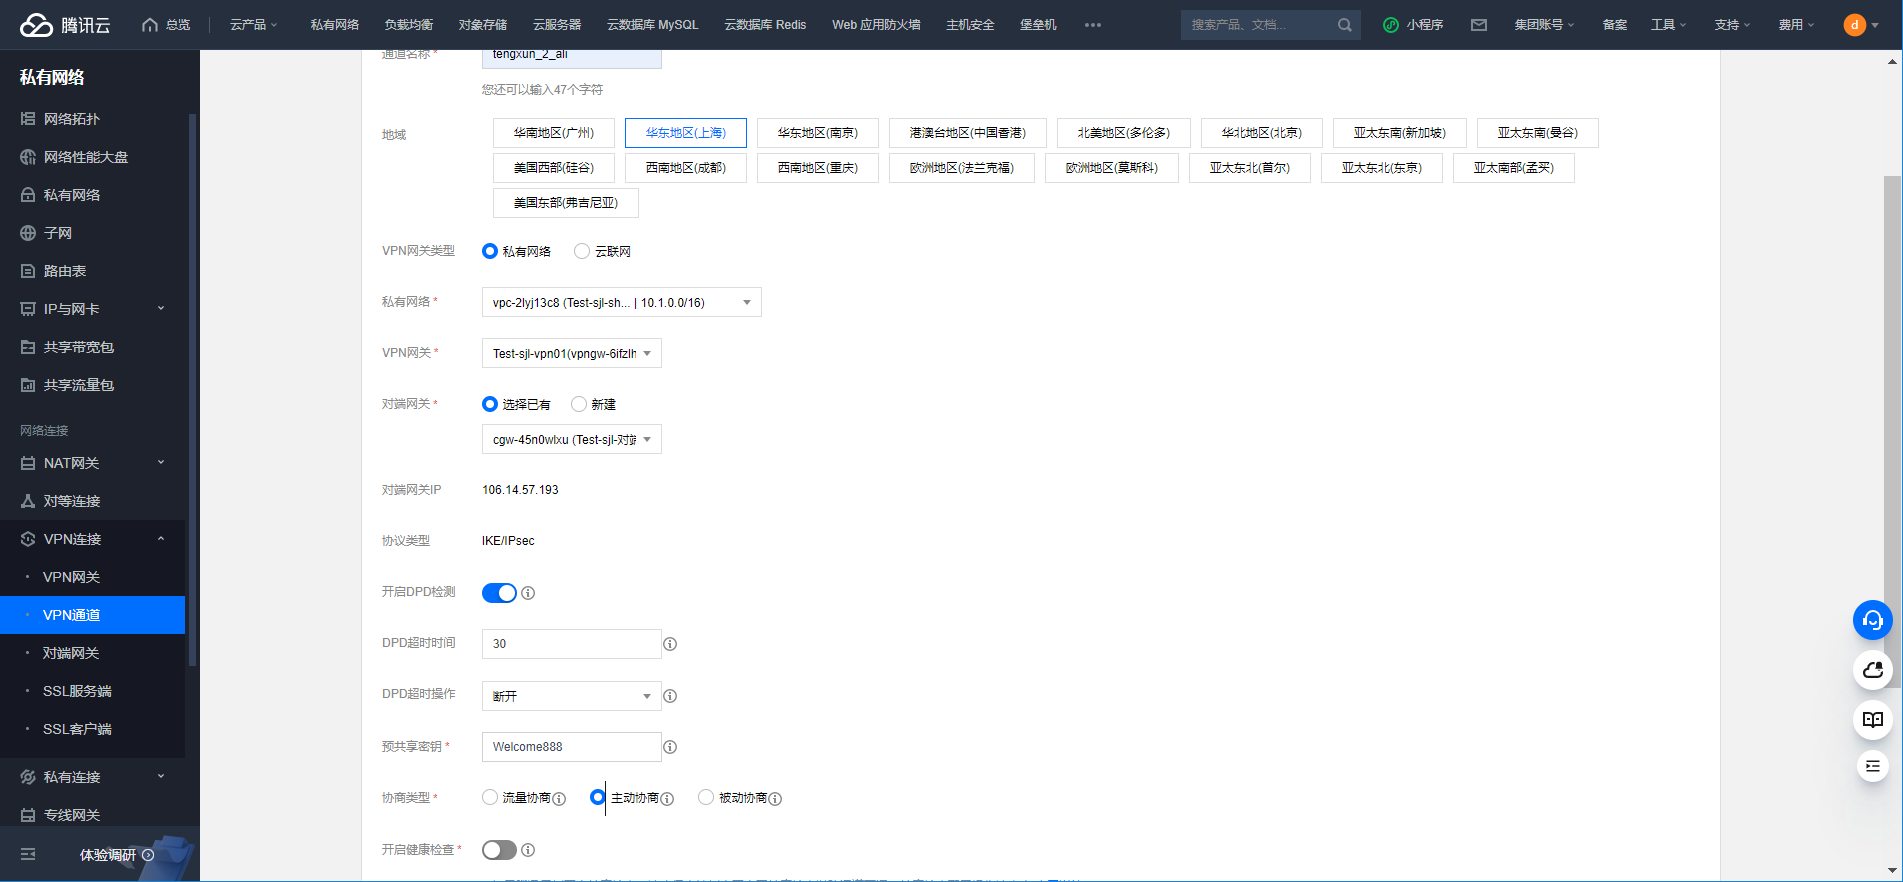 腾讯云 总览 云产品 私有网络 负载均衡 对象存储 云服务器 云数据库 MySQL 云数据库 Redis Web 应用防火墙 主机安全 堡垒机 ••• 搜索产品、文档... 小程序 集团账号 备案 工具 支持 费用 d
私有网络
网络拓扑
网络性能大盘
私有网络
子网
路由表
IP与网卡
共享带宽包
共享流量包
网络连接
NAT网关
对等连接
VPN连接
VPN网关
VPN通道
对端网关
SSL服务端
SSL客户端
私有连接
专线网关
体验调研
通道名称 * tengxun_2_ali
您还可以输入47个字符
地域 华南地区(广州) 华东地区(上海) 华东地区(南京) 港澳台地区(中国香港) 北美地区(多伦多) 华北地区(北京) 亚太东南(新加坡) 亚太东南(曼谷)
美国西部(硅谷) 西南地区(成都) 西南地区(重庆) 欧洲地区(法兰克福) 欧洲地区(莫斯科) 亚太东北(首尔) 亚太东北(东京) 亚太南部(孟买)
美国东部(弗吉尼亚)
VPN网关类型 私有网络 云联网
私有网络 * vpc-2lyj13c8 (Test-sjl-sh... | 10.1.0.0/16)
VPN网关 * Test-sjl-vpn01(vpngw-6ifzlh
对端网关 * 选择已有 新建
cgw-45n0wlxu (Test-sjl-对端
对端网关IP 106.14.57.193
协议类型 IKE/IPsec
开启DPD检测
DPD超时时间 30
DPD超时操作 断开
预共享密钥 * Welcome888
协商类型 * 流量协商 主动协商 被动协商
开启健康检查 *